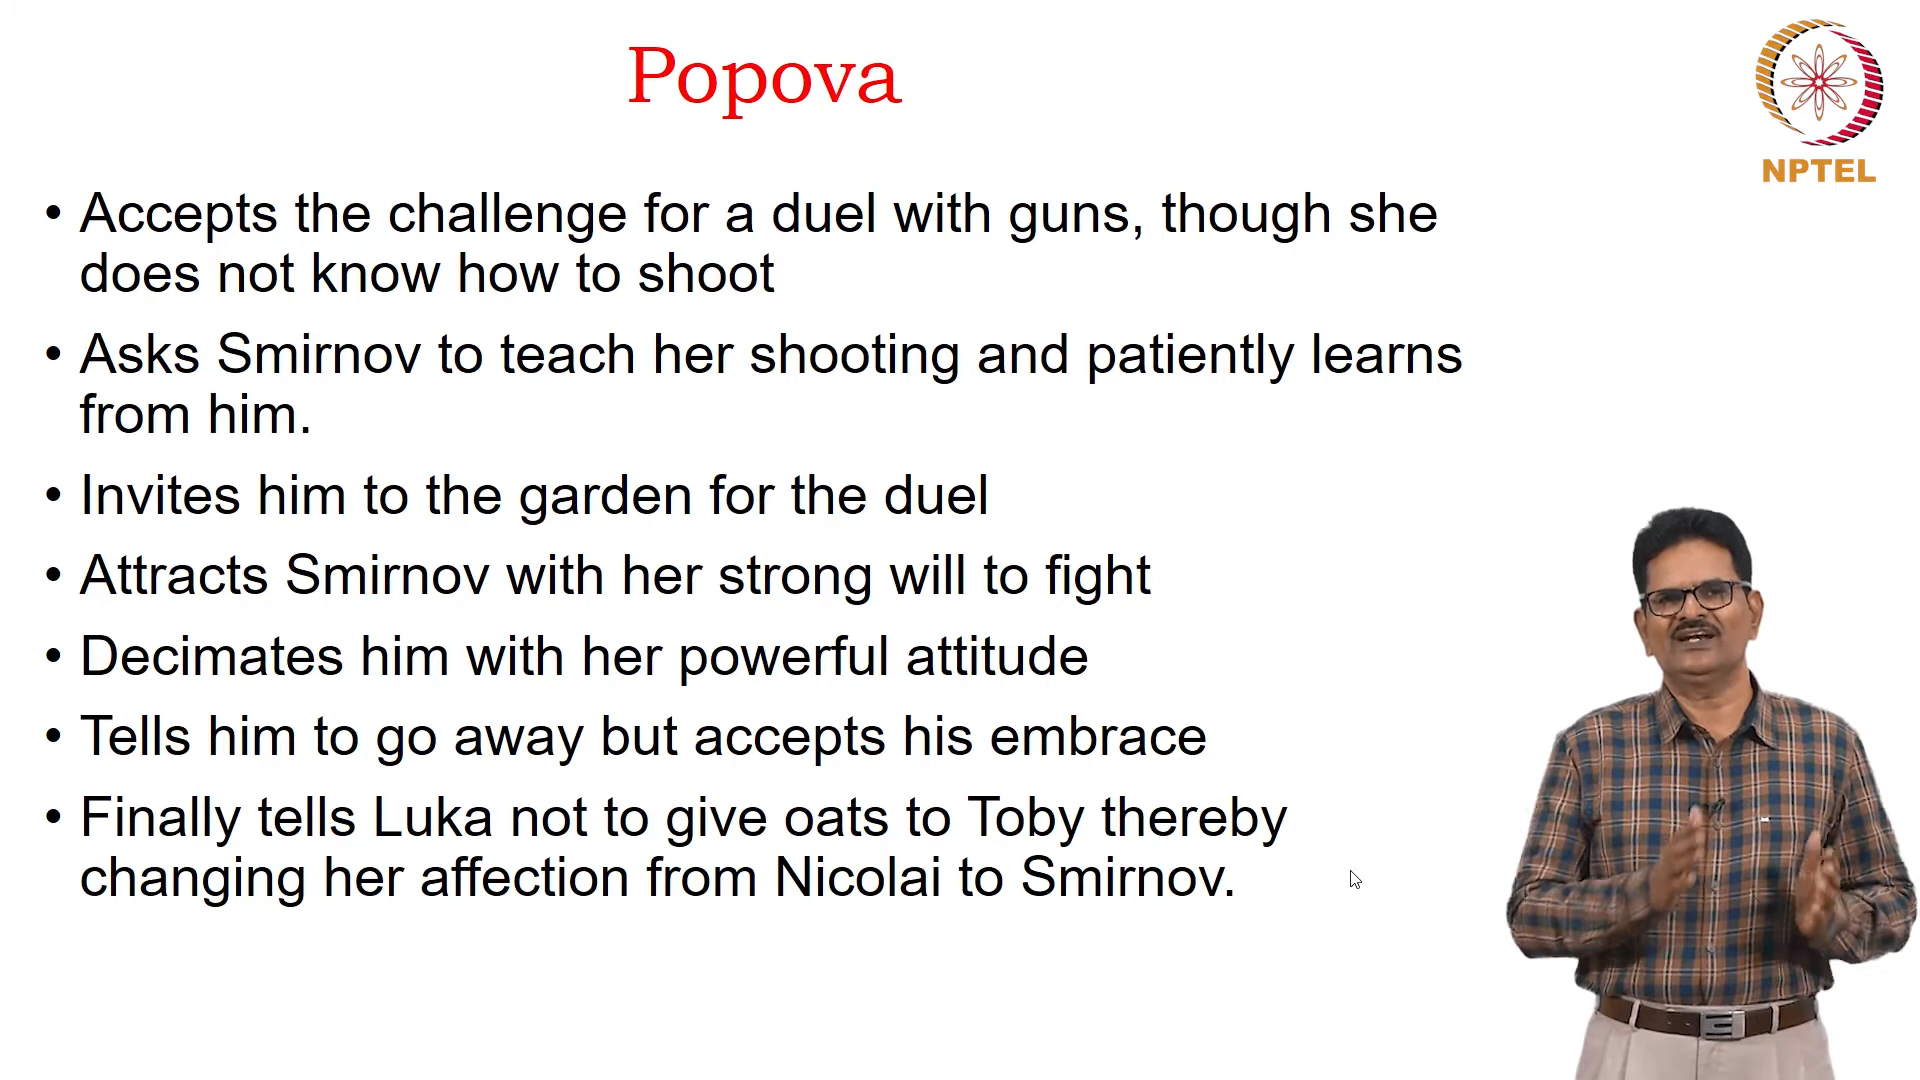 Popova
NPTEL
• Accepts the challenge for a duel with guns, though she
does not know how to shoot
• Asks Smirnov to teach her shooting and patiently learns
from him.
• Invites him to the garden for the duel
• Attracts Smirnov with her strong will to fight
• Decimates him with her powerful attitude
• Tells him to go away but accepts his embrace
• Finally tells Luka not to give oats to Toby thereby
changing her affection from Nicolai to Smirnov.